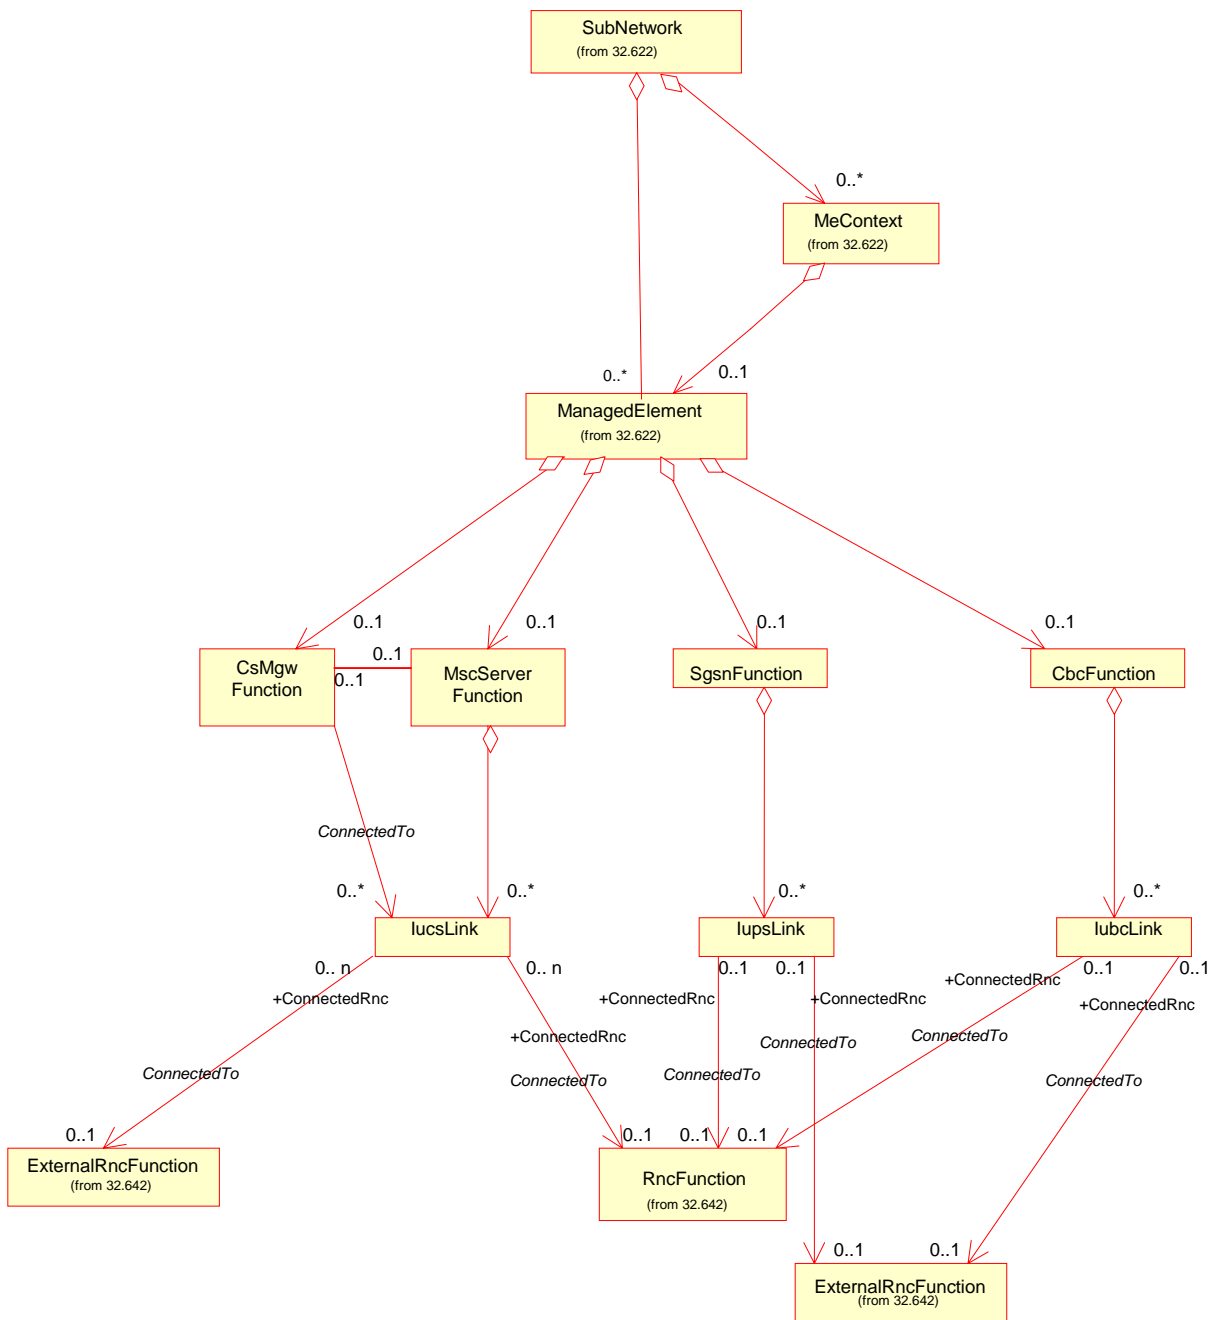 SubNetwork
(from 32.622)
0..*
MeContext
(from 32.622)
0..*
0..1
ManagedElement
(from 32.622)
0..1
0..1
0..1
0..1
CsMgw
Function
0..1
0..1
MscServer
Function
SgsnFunction
CbcFunction
ConnectedTo
0..*
0..*
0..*
0..*
IucsLink
IupsLink
IubcLink
0.. n
0.. n
0..1
0..1
0..1
0..1
+ConnectedRnc
+ConnectedRnc
+ConnectedRnc
+ConnectedRnc
+ConnectedRnc
+ConnectedRnc
ConnectedTo
ConnectedTo
ConnectedTo
ConnectedTo
ConnectedTo
ConnectedTo
0..1
0..1
0..1
0..1
ExternalRncFunction
(from 32.642)
RncFunction
(from 32.642)
0..1
0..1
ExternalRncFunction
(from 32.642)